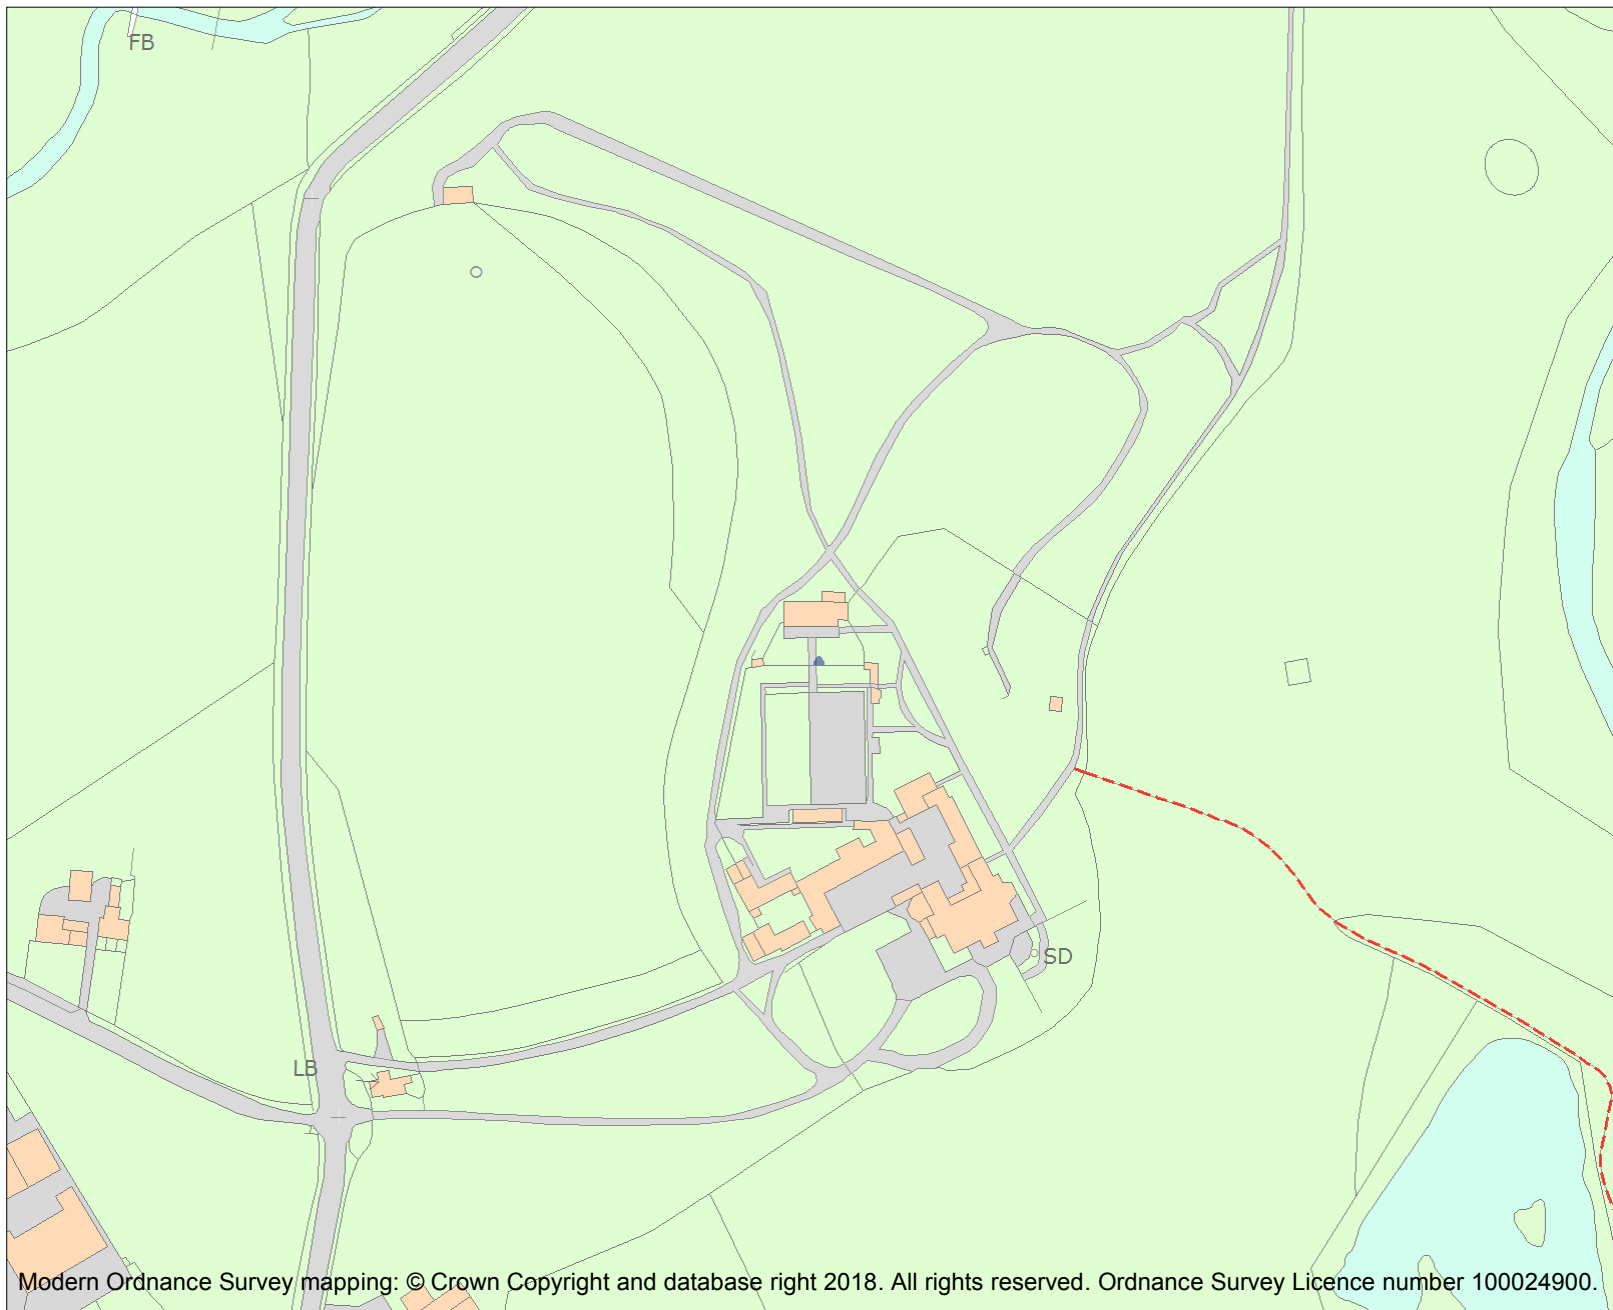 FB
SD
LB
Modern Ordnance Survey mapping: © Crown Copyright and database right 2018. All rights reserved. Ordnance Survey Licence number 100024900.